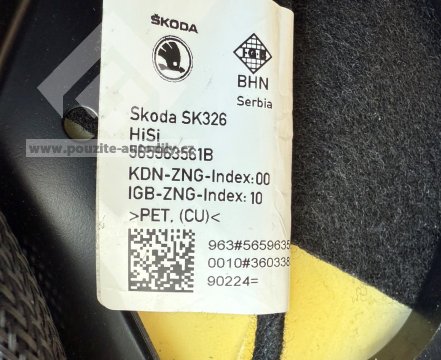 ŠKODA
IGB
BHN
Serbia
Skoda SK326
HiSi
565963561B
www.pouzite-autodily.cz
KDN-ZNG-Index:00
IGB-ZNG-Index: 10
>PET, (CU)<
963#5659635
0010#360338
90224=